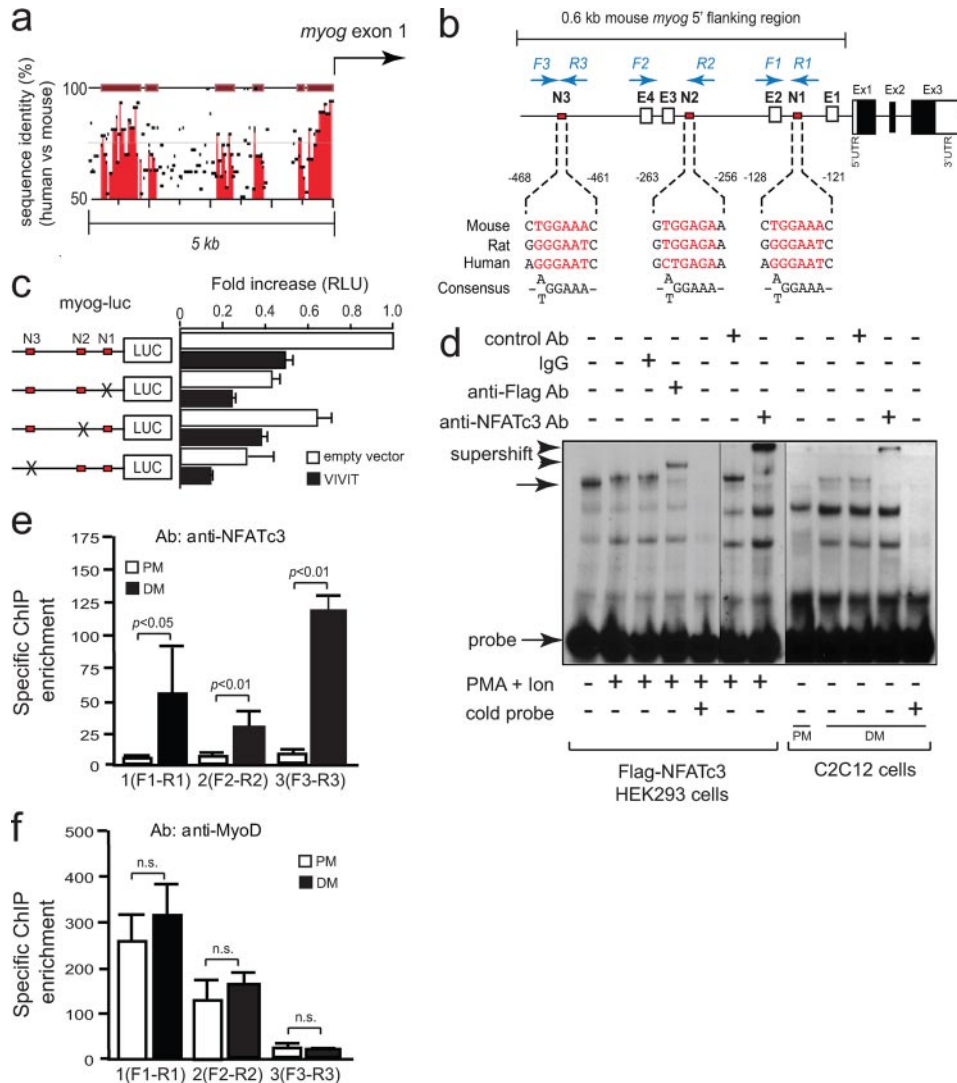 a
myog exon 1
sequence identity (%)
(human vs mouse)
100
50
5 kb
b
0.6 kb mouse myog 5' flanking region
F3 R3 F2 R2 F1 R1
N3 E4 E3 N2 E2 N1 E1 Ex1 Ex2 Ex3
5'UTR 3'UTR
-468 -461 -263 -256 -128 -121
Mouse CTGGAAAC GTGGAGAA CTGGAAAC
Rat GGGGAATC GTGGAGAA CGGGAATC
Human AGGGAATC GCTGAGAA AGGGAATC
Consensus -A/TGGAAA- -A/TGGAAA- -A/TGGAAA-
c
myog-luc
Fold increase (RLU)
0 0.2 0.4 0.6 0.8 1.0
N3 N2 N1
LUC
X LUC
X LUC
X LUC
empty vector
VIVIT
d
control Ab - - - - - + - - - + - -
IgG - - + - - - - - - - - -
anti-Flag Ab - - - + - - - - - - - -
anti-NFATc3 Ab - - - - - - + - - - + -
supershift
probe
PMA + Ion - + + + + + + - - - - -
cold probe - - - - + - - - - - - +
PM DM
Flag-NFATc3
HEK293 cells
C2C12 cells
e
Ab: anti-NFATc3
Specific ChIP
enrichment
175
150
125
100
75
50
25
0
PM
DM
p<0.05
p<0.01
p<0.01
1(F1-R1) 2(F2-R2) 3(F3-R3)
f
Ab: anti-MyoD
Specific ChIP
enrichment
500
400
300
200
100
0
PM
DM
n.s.
n.s.
n.s.
1(F1-R1) 2(F2-R2) 3(F3-R3)